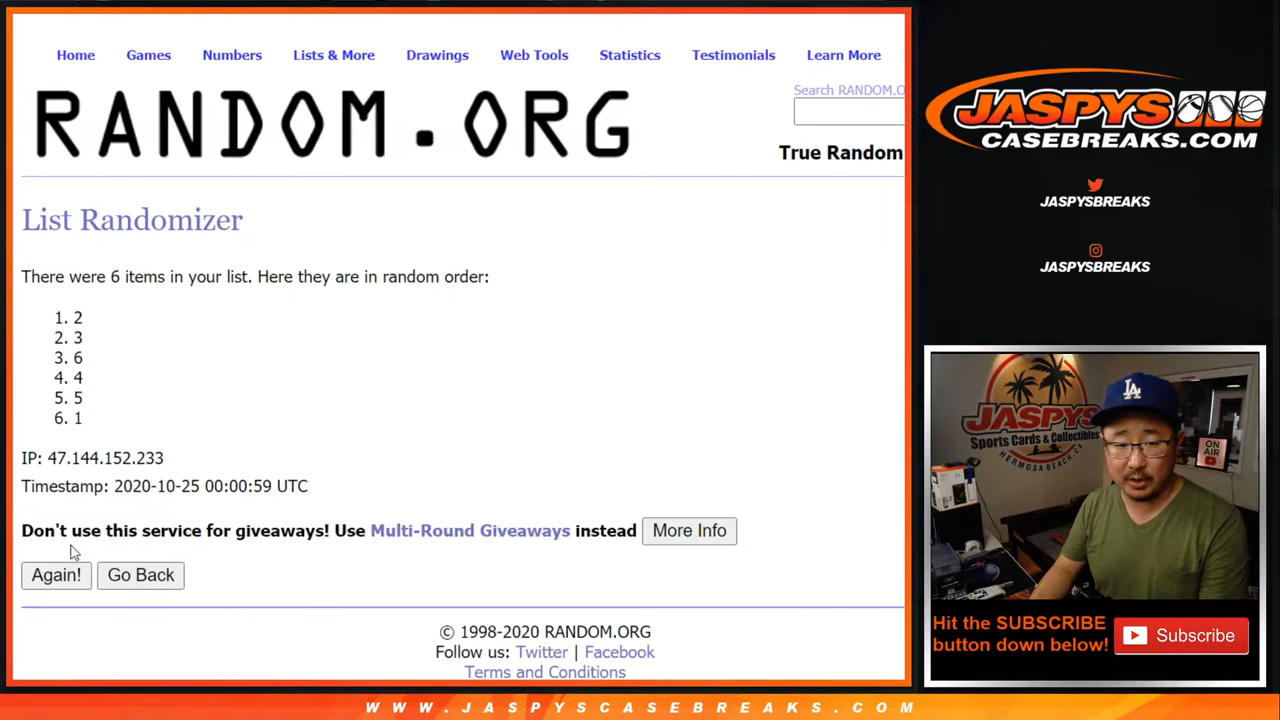 Home Games Numbers Lists & More Drawings Web Tools Statistics Testimonials Learn More
Search RANDOM.O
RANDOM.ORG
True Random
List Randomizer
There were 6 items in your list. Here they are in random order:
1. 2
2. 3
3. 6
4. 4
5. 5
6. 1
IP: 47.144.152.233
Timestamp: 2020-10-25 00:00:59 UTC
Don't use this service for giveaways! Use Multi-Round Giveaways instead More Info
Again! Go Back
© 1998-2020 RANDOM.ORG
Follow us: Twitter | Facebook
Terms and Conditions
JASPYS
CASEBREAKS.COM
JASPYSBREAKS
JASPYSBREAKS
JASPYS
Sports Cards & Collectibles
HERMOSA BEACH, CA
LA
ON
AIR
Hit the SUBSCRIBE
button down below!
Subscribe
WWW.JASPYSCASEBREAKS.COM